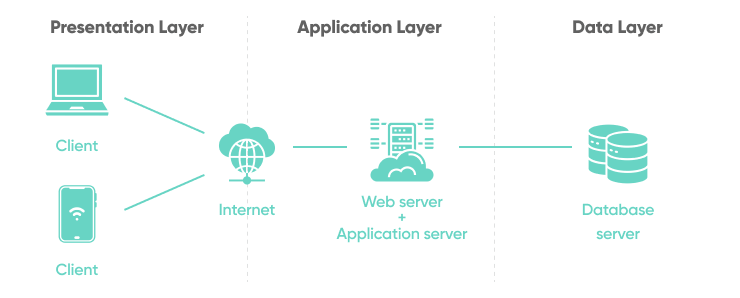 Presentation Layer
Application Layer
Data Layer
Client
Internet
Web server
+
Application server
Database
server
Client